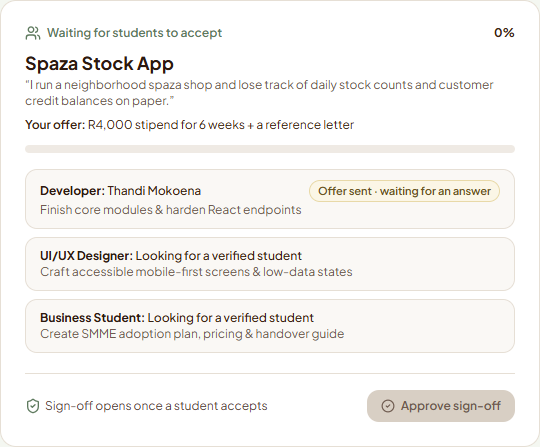 Waiting for students to accept 0%
Spaza Stock App
“I run a neighborhood spaza shop and lose track of daily stock counts and customer
credit balances on paper.”
Your offer: R4,000 stipend for 6 weeks + a reference letter
Developer: Thandi Mokoena
Offer sent · waiting for an answer
Finish core modules & harden React endpoints
UI/UX Designer: Looking for a verified student
Craft accessible mobile-first screens & low-data states
Business Student: Looking for a verified student
Create SMME adoption plan, pricing & handover guide
Sign-off opens once a student accepts
Approve sign-off